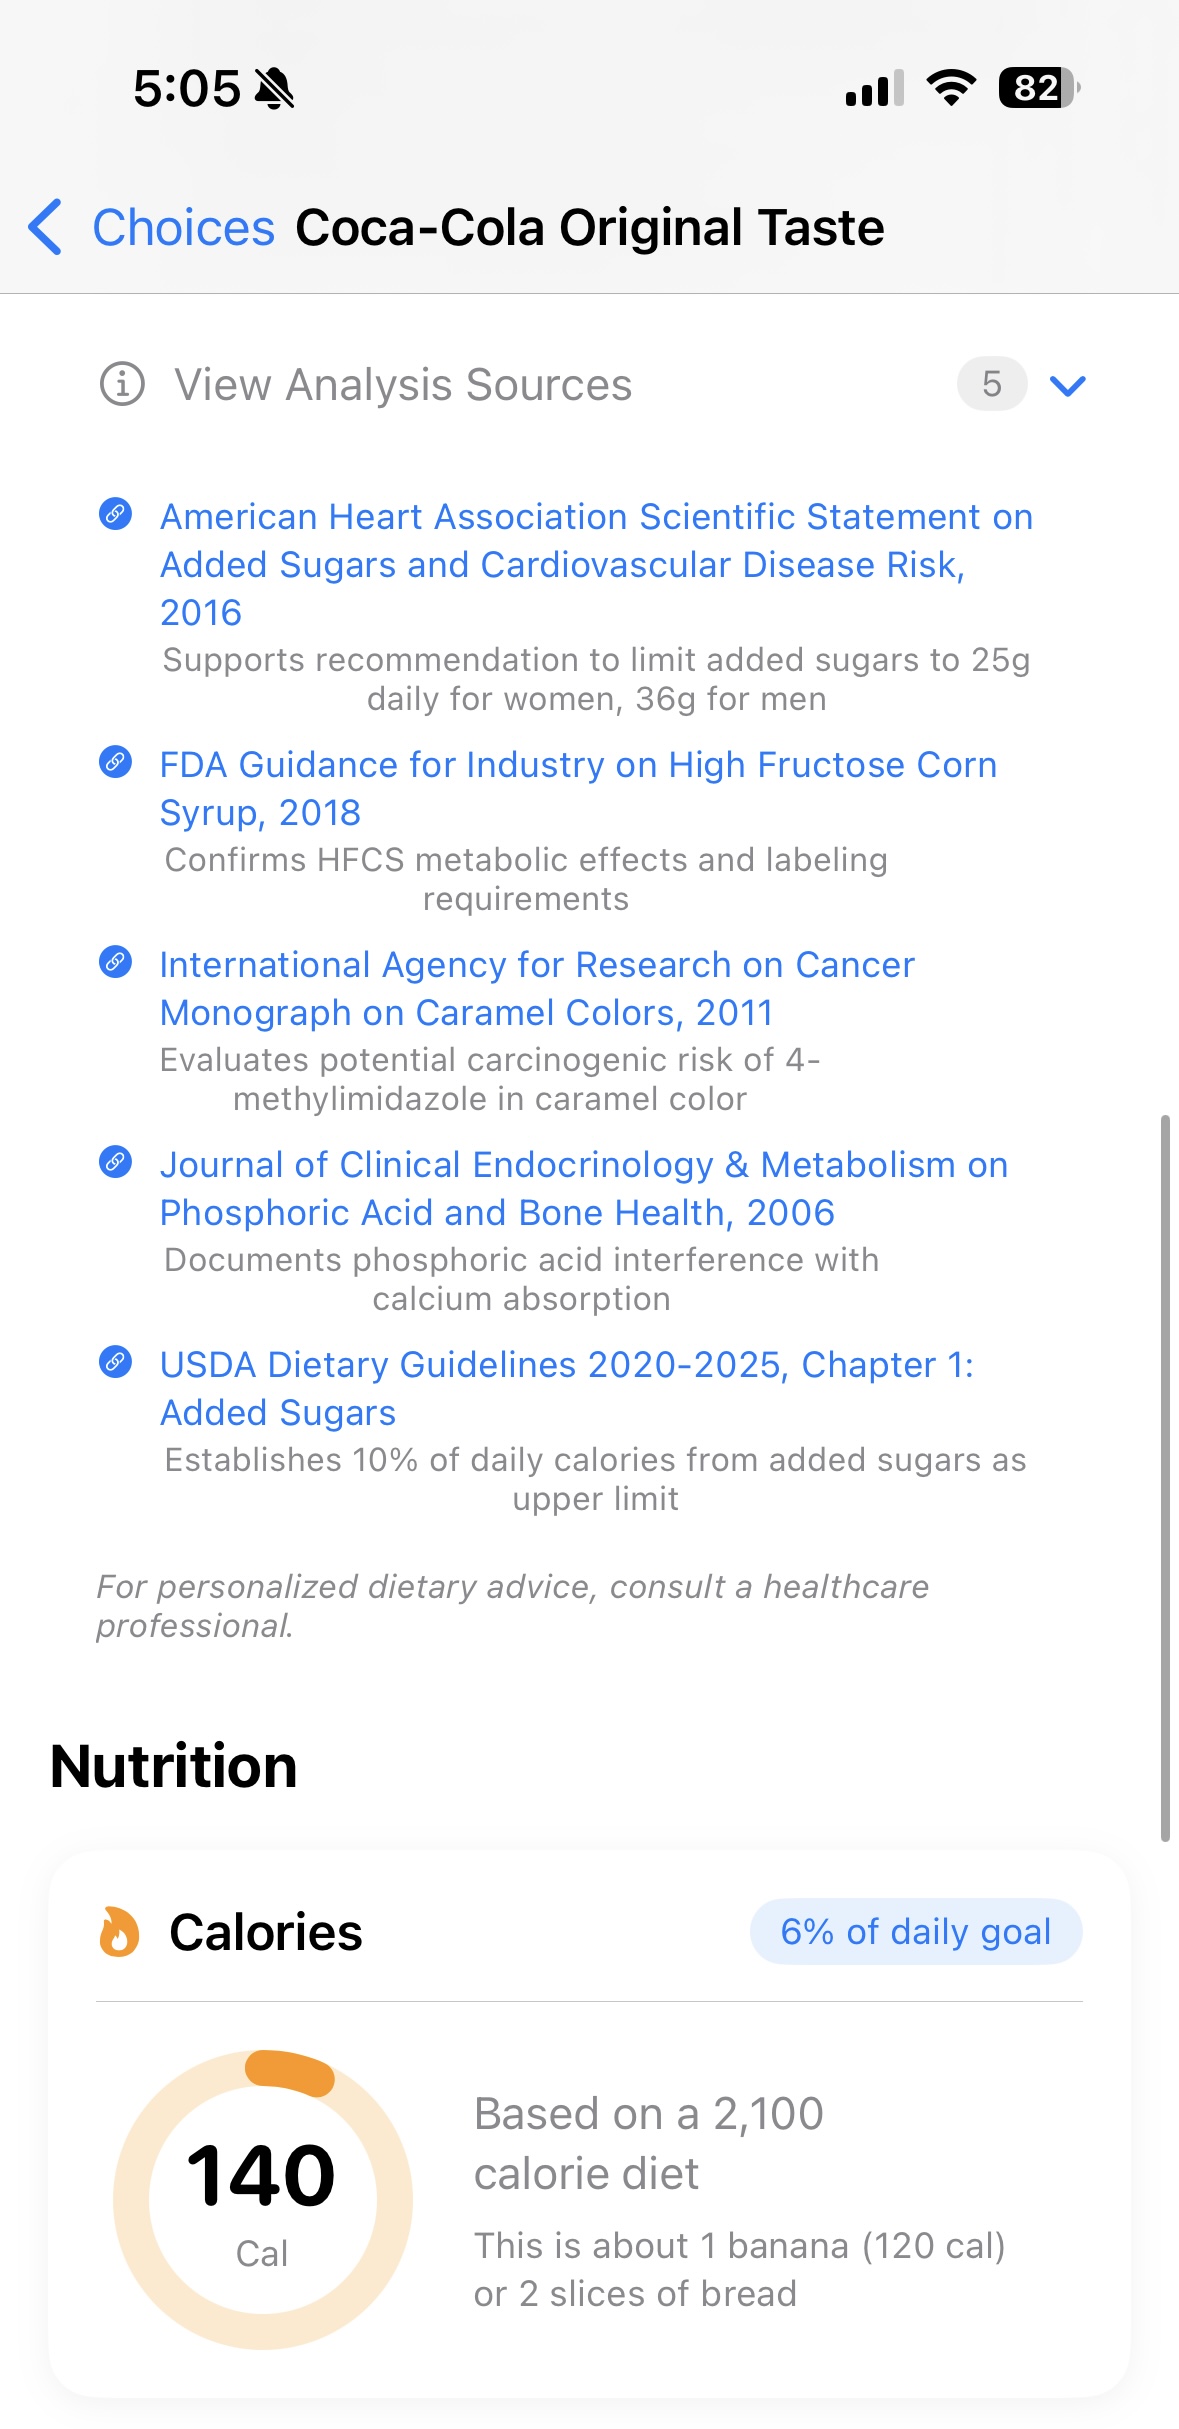 5:05
82
Choices Coca-Cola Original Taste
View Analysis Sources 5
American Heart Association Scientific Statement on
Added Sugars and Cardiovascular Disease Risk,
2016
Supports recommendation to limit added sugars to 25g
daily for women, 36g for men
FDA Guidance for Industry on High Fructose Corn
Syrup, 2018
Confirms HFCS metabolic effects and labeling
requirements
International Agency for Research on Cancer
Monograph on Caramel Colors, 2011
Evaluates potential carcinogenic risk of 4-
methylimidazole in caramel color
Journal of Clinical Endocrinology & Metabolism on
Phosphoric Acid and Bone Health, 2006
Documents phosphoric acid interference with
calcium absorption
USDA Dietary Guidelines 2020-2025, Chapter 1:
Added Sugars
Establishes 10% of daily calories from added sugars as
upper limit
For personalized dietary advice, consult a healthcare
professional.
Nutrition
Calories
6% of daily goal
140
Cal
Based on a 2,100
calorie diet
This is about 1 banana (120 cal)
or 2 slices of bread